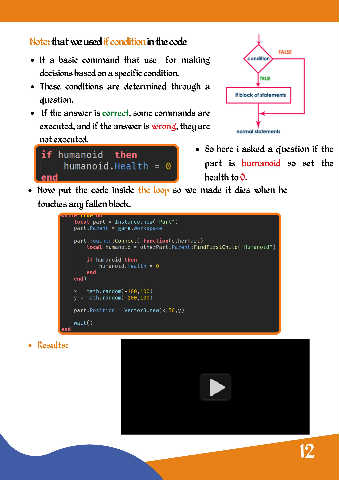 Note: that we used if condition in the code
• If a basic command that use for making
decisions based on a specific condition.
• These conditions are determined through a
question.
• If the answer is correct, some commands are
executed, and if the answer is wrong, they are
not executed.
condition
FALSE
TRUE
If block of statements
normal statements
if humanoid then
humanoid.Health = 0
end
• So here i asked a question if the
part is humanoid so set the
health to 0.
• Now put the code inside the loop so we made it dies when he
touches any fallen block.
while true do
local part = Instance.new("Part")
part.Parent = game.Workspace
part.Touched:Connect( function(otherPart)
local humanoid = otherPart.Parent:FindFirstChild("Humanoid")
if humanoid then
humanoid.Health = 0
end
end)
x = math.random(-100,100)
y = math.random(-100,100)
part.Position = Vector3.new(x,50,y)
wait()
end
• Results:
12